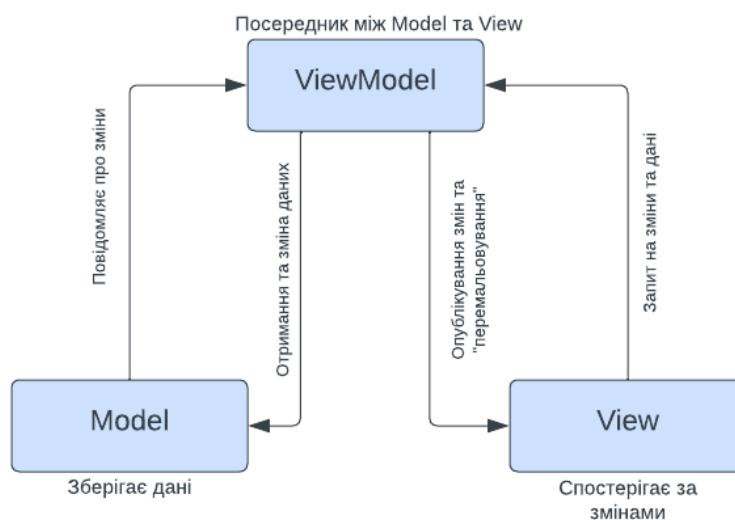 Посередник між Model та View
ViewModel
Повідомляє про зміни
Отримання та зміна даних
Опублікування змін та
"перемальовування"
Запит на зміни та дані
Model
View
Зберігає дані
Спостерігає за
змінами